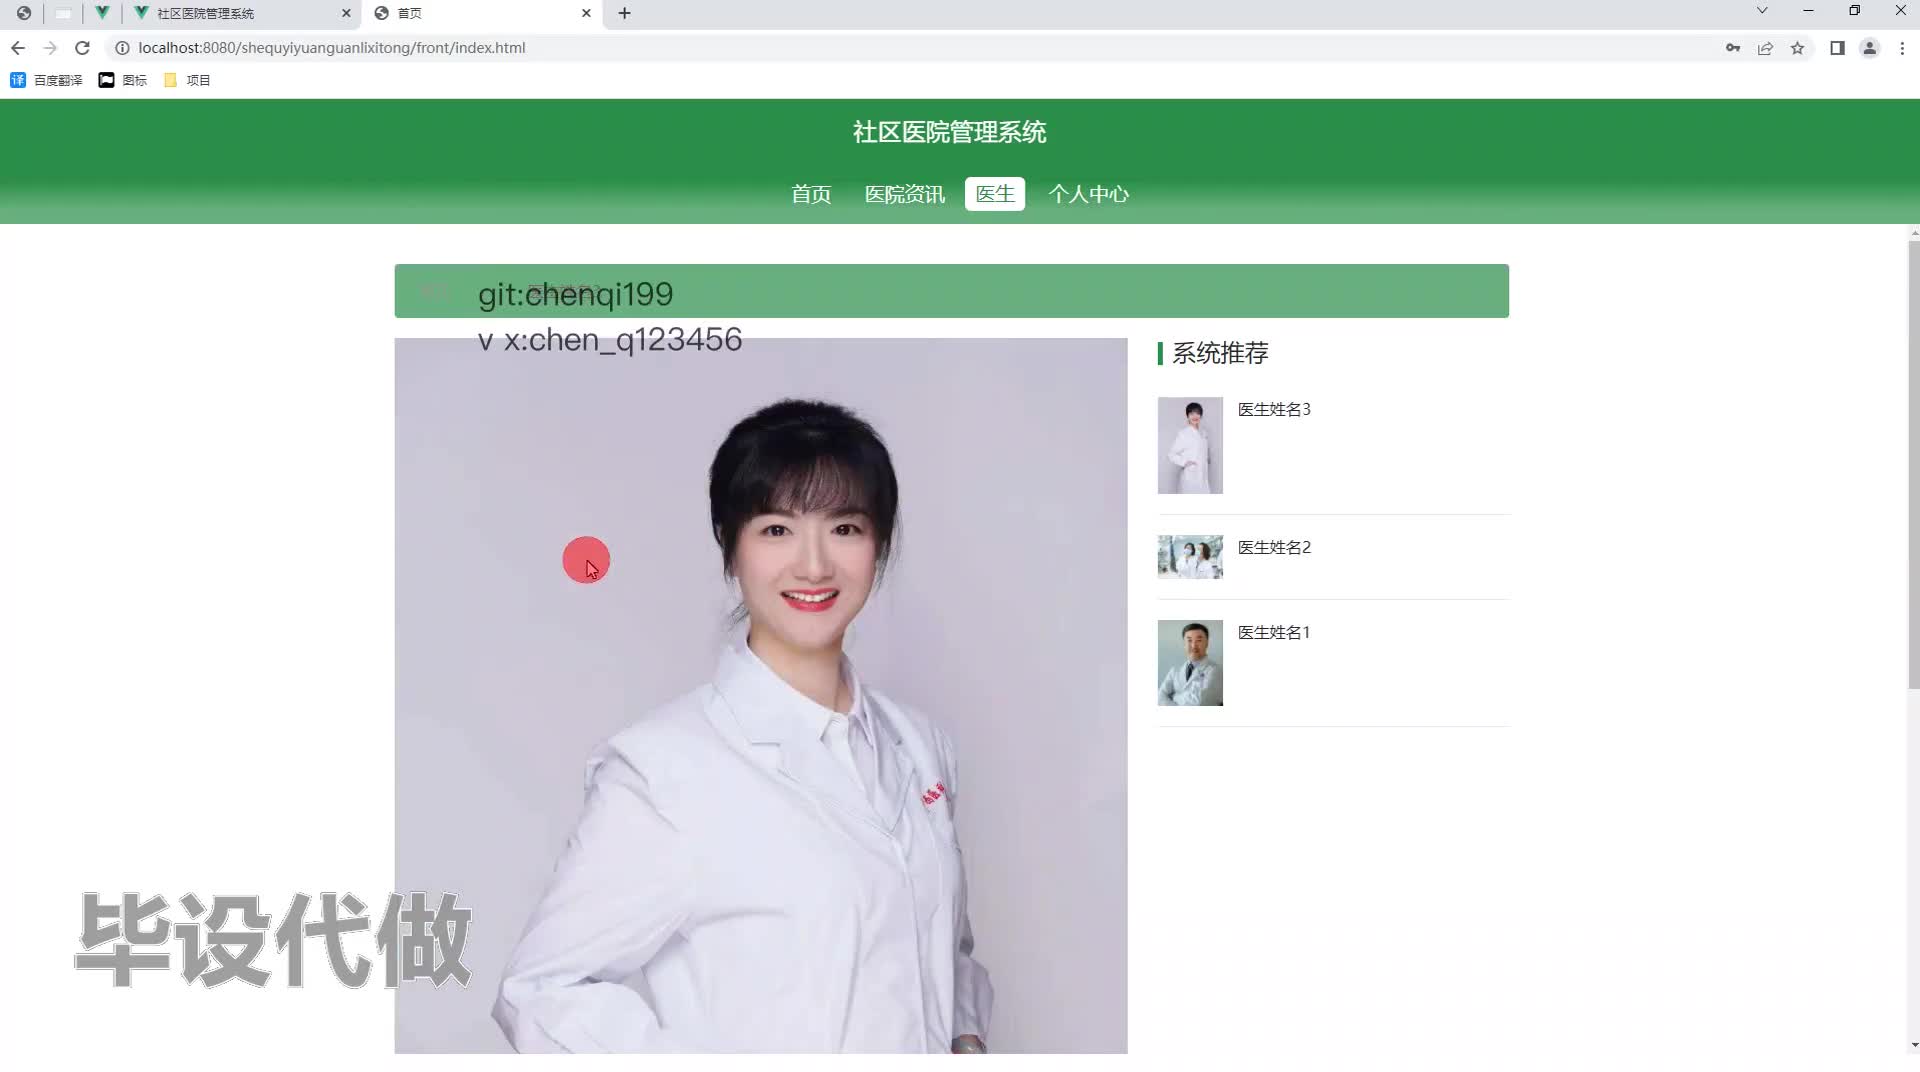 社区医院管理系统
首页
localhost:8080/shequyiyuanguanlixitong/front/index.html
百度翻译
图标
项目
社区医院管理系统
首页
医院资讯
医生
个人中心
git:chenqi199
v x:chen_q123456
系统推荐
医生姓名3
医生姓名2
医生姓名1
毕设代做